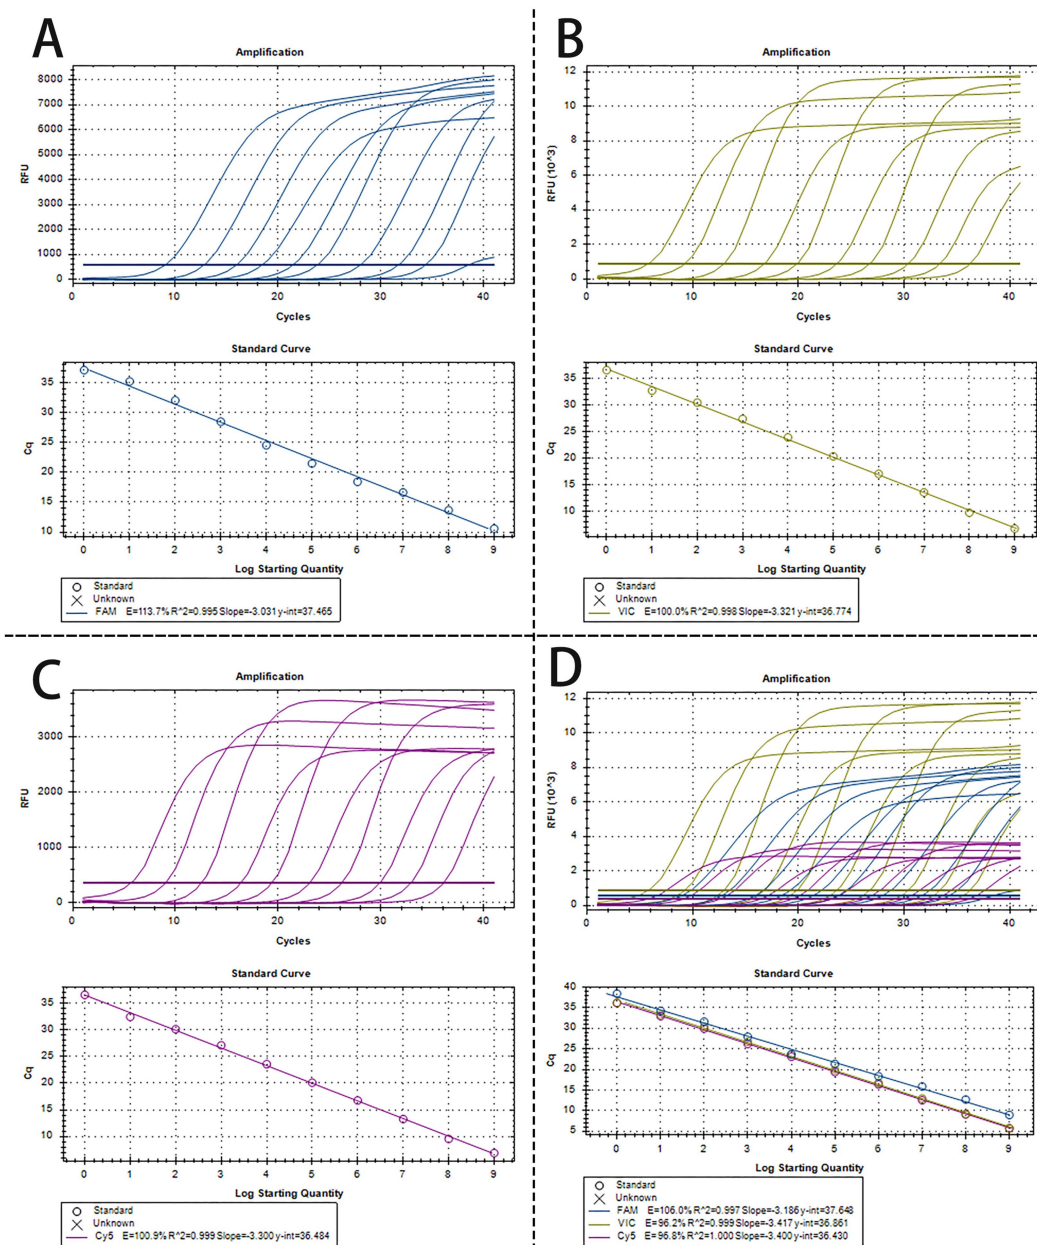 A
Amplification
RFU
8000
7000
6000
5000
4000
3000
2000
1000
0
0 10 20 30 40
Cycles
Standard Curve
Cq
35
30
25
20
15
10
0 1 2 3 4 5 6 7 8 9
Log Starting Quantity
Standard
Unknown
FAM E=113.7% R^2=0.995 Slope=-3.031 y-int=37.465
B
Amplification
RFU (10^3)
12
10
8
6
4
2
0
0 10 20 30 40
Cycles
Standard Curve
Cq
35
30
25
20
15
10
0 1 2 3 4 5 6 7 8 9
Log Starting Quantity
Standard
Unknown
VIC E=100.0% R^2=0.998 Slope=-3.321 y-int=36.774
C
Amplification
RFU
3000
2000
1000
0
0 10 20 30 40
Cycles
Standard Curve
Cq
35
30
25
20
15
10
0 1 2 3 4 5 6 7 8 9
Log Starting Quantity
Standard
Unknown
Cy5 E=100.9% R^2=0.999 Slope=-3.300 y-int=36.484
D
Amplification
RFU (10^3)
12
10
8
6
4
2
0
0 10 20 30 40
Cycles
Standard Curve
Cq
40
35
30
25
20
15
10
5
0 1 2 3 4 5 6 7 8 9
Log Starting Quantity
Standard
Unknown
FAM E=106.0% R^2=0.997 Slope=-3.186 y-int=37.648
VIC E=96.2% R^2=0.999 Slope=-3.417 y-int=36.861
Cy5 E=96.8% R^2=1.000 Slope=-3.400 y-int=36.430